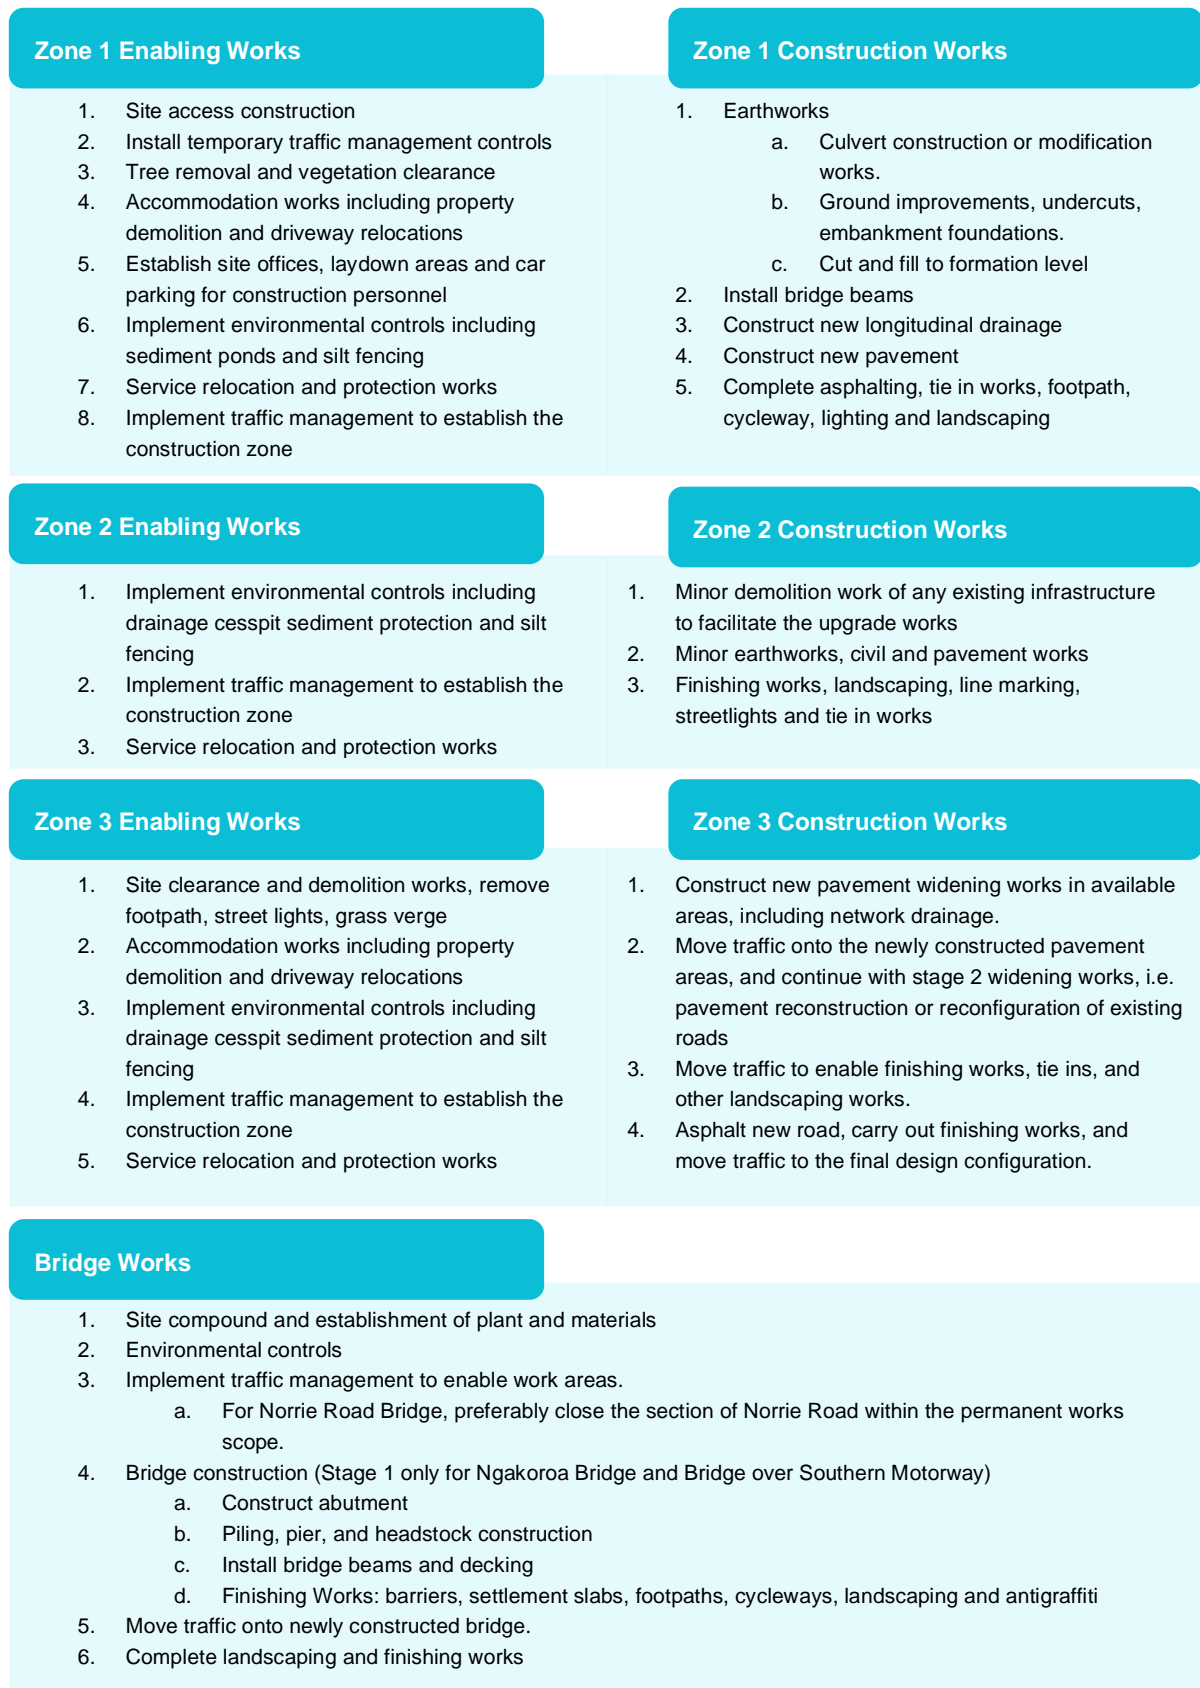 Zone 1 Enabling Works
1. Site access construction
2. Install temporary traffic management controls
3. Tree removal and vegetation clearance
4. Accommodation works including property
demolition and driveway relocations
5. Establish site offices, laydown areas and car
parking for construction personnel
6. Implement environmental controls including
sediment ponds and silt fencing
7. Service relocation and protection works
8. Implement traffic management to establish the
construction zone
Zone 1 Construction Works
1. Earthworks
a. Culvert construction or modification
works.
b. Ground improvements, undercuts,
embankment foundations.
c. Cut and fill to formation level
2. Install bridge beams
3. Construct new longitudinal drainage
4. Construct new pavement
5. Complete asphalting, tie in works, footpath,
cycleway, lighting and landscaping
Zone 2 Enabling Works
1. Implement environmental controls including
drainage cesspit sediment protection and silt
fencing
2. Implement traffic management to establish the
construction zone
3. Service relocation and protection works
Zone 2 Construction Works
1. Minor demolition work of any existing infrastructure
to facilitate the upgrade works
2. Minor earthworks, civil and pavement works
3. Finishing works, landscaping, line marking,
streetlights and tie in works
Zone 3 Enabling Works
1. Site clearance and demolition works, remove
footpath, street lights, grass verge
2. Accommodation works including property
demolition and driveway relocations
3. Implement environmental controls including
drainage cesspit sediment protection and silt
fencing
4. Implement traffic management to establish the
construction zone
5. Service relocation and protection works
Zone 3 Construction Works
1. Construct new pavement widening works in available
areas, including network drainage.
2. Move traffic onto the newly constructed pavement
areas, and continue with stage 2 widening works, i.e.
pavement reconstruction or reconfiguration of existing
roads
3. Move traffic to enable finishing works, tie ins, and
other landscaping works.
4. Asphalt new road, carry out finishing works, and
move traffic to the final design configuration.
Bridge Works
1. Site compound and establishment of plant and materials
2. Environmental controls
3. Implement traffic management to enable work areas.
a. For Norrie Road Bridge, preferably close the section of Norrie Road within the permanent works
scope.
4. Bridge construction (Stage 1 only for Ngakoroa Bridge and Bridge over Southern Motorway)
a. Construct abutment
b. Piling, pier, and headstock construction
c. Install bridge beams and decking
d. Finishing Works: barriers, settlement slabs, footpaths, cycleways, landscaping and antigraffiti
5. Move traffic onto newly constructed bridge.
6. Complete landscaping and finishing works